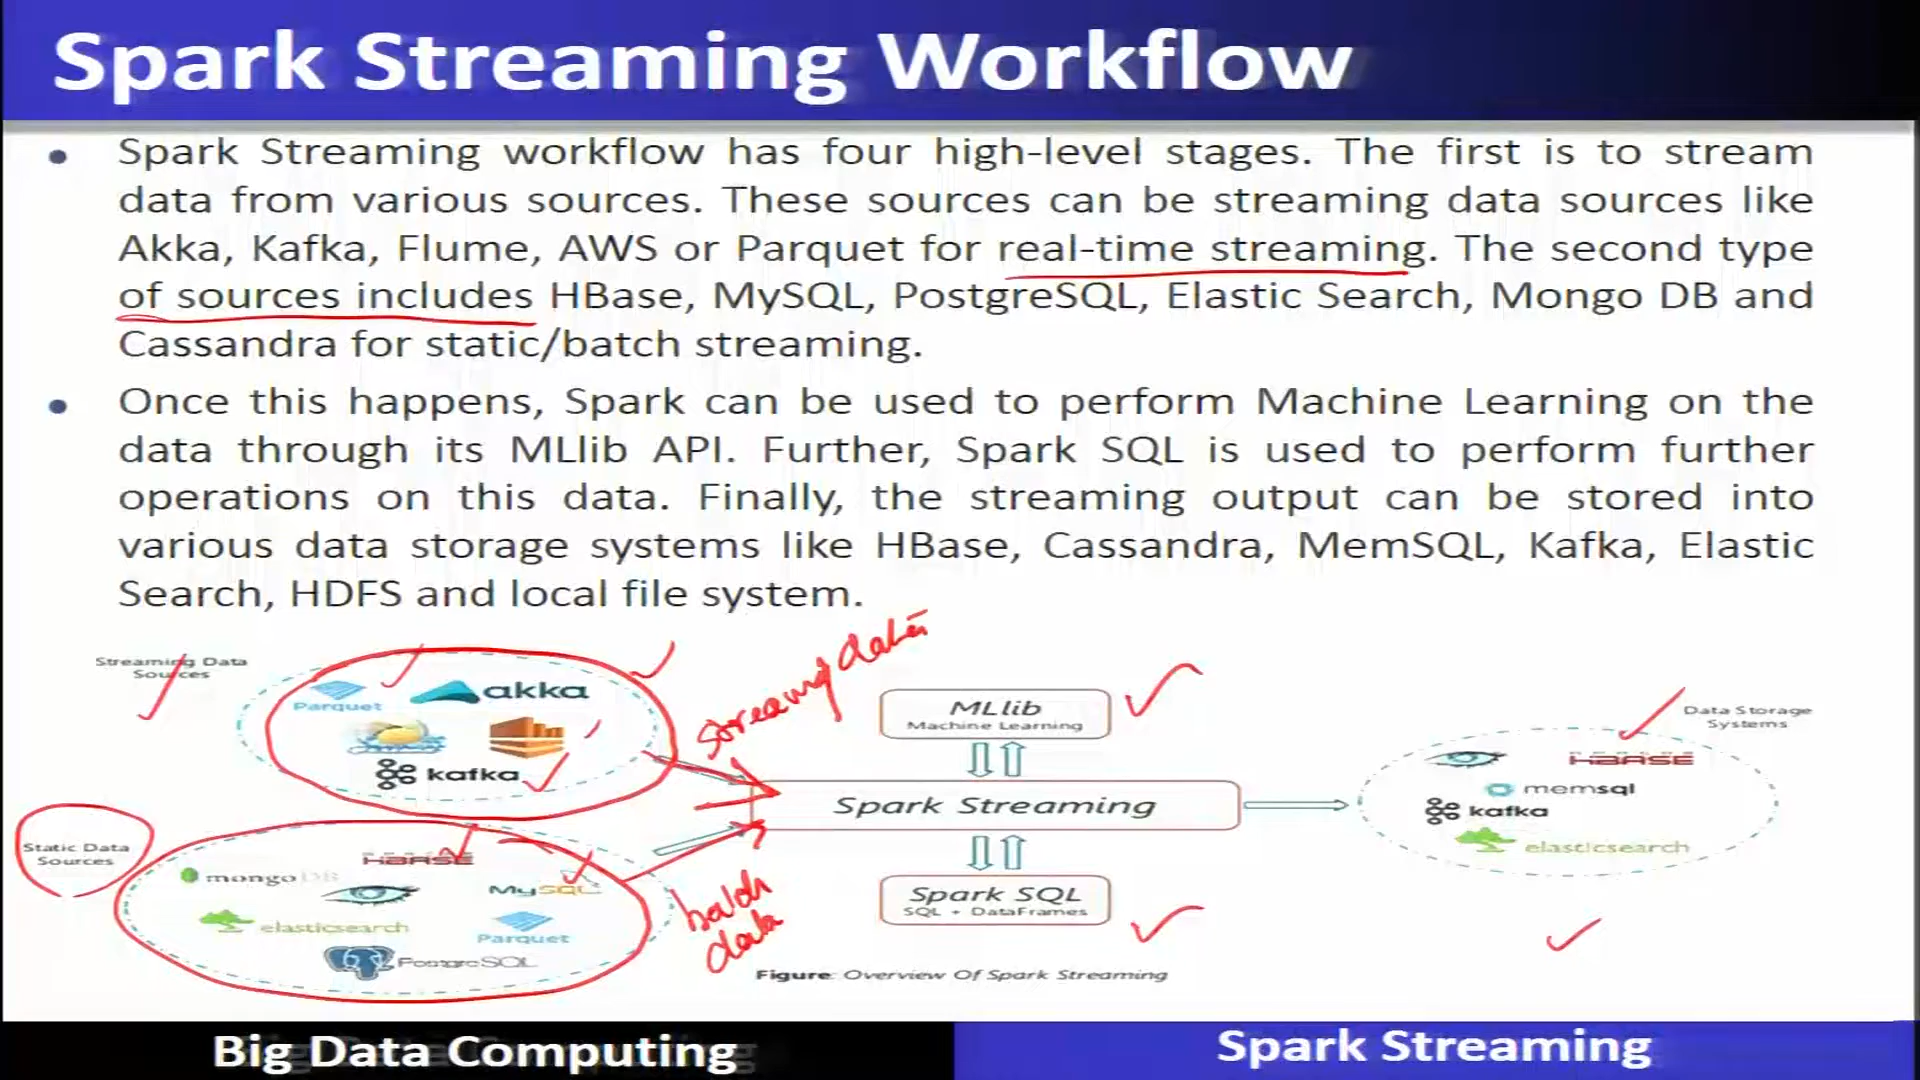 Spark Streaming Workflow
Spark Streaming workflow has four high-level stages. The first is to stream
data from various sources. These sources can be streaming data sources like
Akka, Kafka, Flume, AWS or Parquet for real-time streaming. The second type
of sources includes HBase, MySQL, PostgreSQL, Elastic Search, Mongo DB and
Cassandra for static/batch streaming.
Once this happens, Spark can be used to perform Machine Learning on the
data through its MLlib API. Further, Spark SQL is used to perform further
operations on this data. Finally, the streaming output can be stored into
various data storage systems like HBase, Cassandra, MemSQL, Kafka, Elastic
Search, HDFS and local file system.
Streaming Data
Sources
Parquet
akka
kafka
streaming data
Static Data
Sources
HBASE
mongoDB
MySQL
elasticsearch
Parquet
PostgreSQL
batch
data
MLlib
Machine Learning
Spark Streaming
Spark SQL
SQL + DataFrames
Data Storage
Systems
HBASE
memsql
kafka
elasticsearch
Figure: Overview Of Spark Streaming
Big Data Computing
Spark Streaming